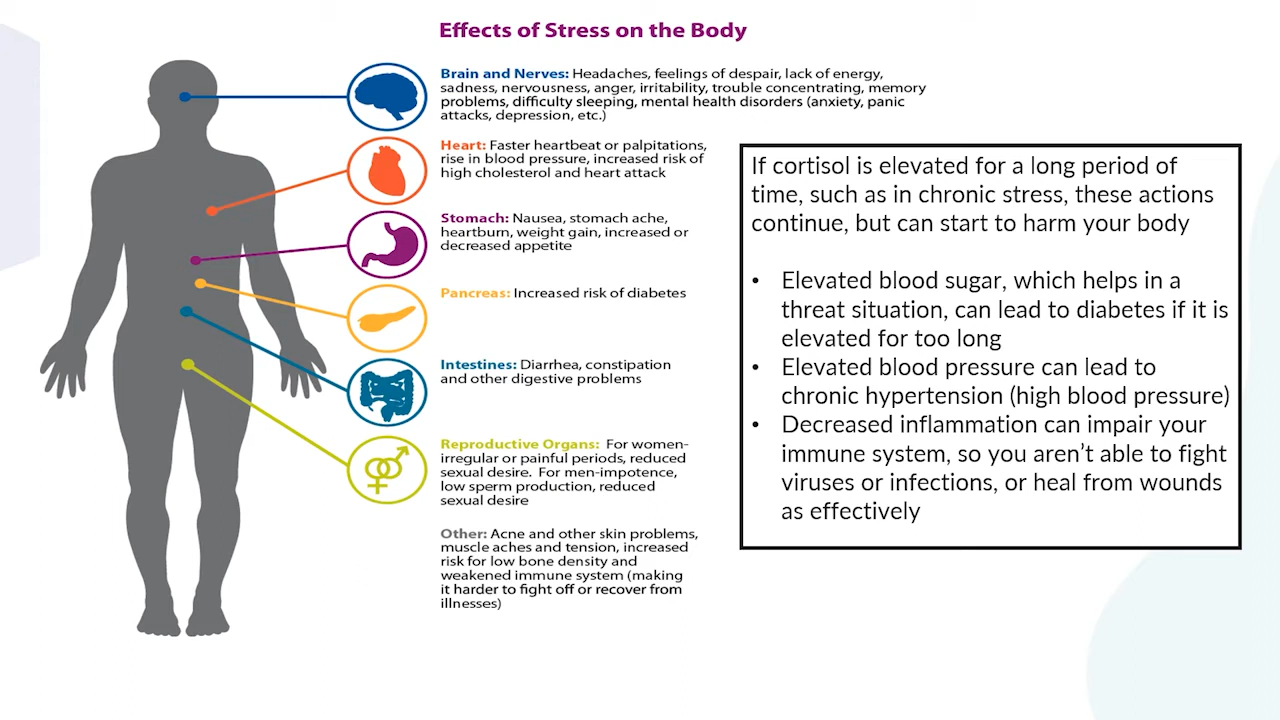 Effects of Stress on the Body
Brain and Nerves: Headaches, feelings of despair, lack of energy,
sadness, nervousness, anger, irritability, trouble concentrating, memory
problems, difficulty sleeping, mental health disorders (anxiety, panic
attacks, depression, etc.)
Heart: Faster heartbeat or palpitations,
rise in blood pressure, increased risk of
high cholesterol and heart attack
Stomach: Nausea, stomach ache,
heartburn, weight gain, increased or
decreased appetite
Pancreas: Increased risk of diabetes
Intestines: Diarrhea, constipation
and other digestive problems
Reproductive Organs: For women-
irregular or painful periods, reduced
sexual desire. For men-impotence,
low sperm production, reduced
sexual desire
Other: Acne and other skin problems,
muscle aches and tension, increased
risk for low bone density and
weakened immune system (making
it harder to fight off or recover from
illnesses)
If cortisol is elevated for a long period of
time, such as in chronic stress, these actions
continue, but can start to harm your body
• Elevated blood sugar, which helps in a
threat situation, can lead to diabetes if it is
elevated for too long
• Elevated blood pressure can lead to
chronic hypertension (high blood pressure)
• Decreased inflammation can impair your
immune system, so you aren't able to fight
viruses or infections, or heal from wounds
as effectively